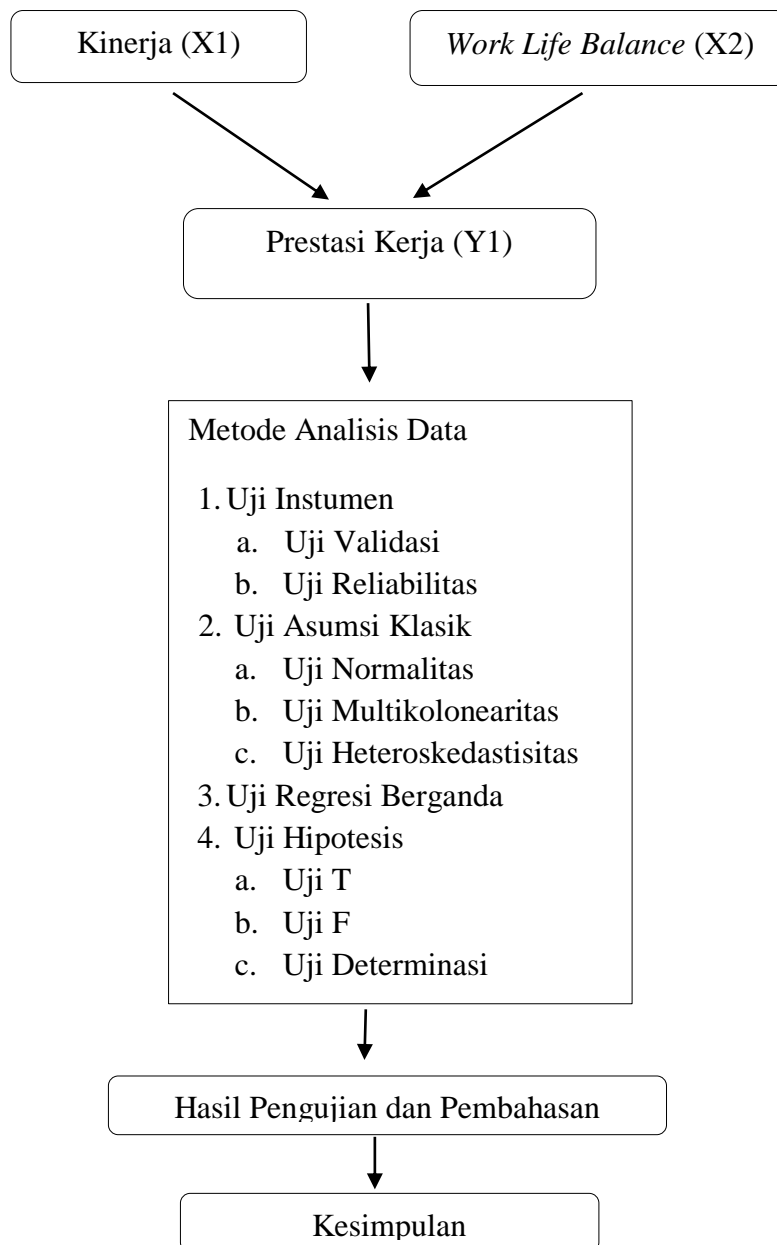 Kinerja (X1)
Work Life Balance (X2)
Prestasi Kerja (Y1)
Metode Analisis Data
1. Uji Instumen
a. Uji Validasi
b. Uji Reliabilitas
2. Uji Asumsi Klasik
a. Uji Normalitas
b. Uji Multikolonearitas
c. Uji Heteroskedastisitas
3. Uji Regresi Berganda
4. Uji Hipotesis
a. Uji T
b. Uji F
c. Uji Determinasi
Hasil Pengujian dan Pembahasan
Kesimpulan